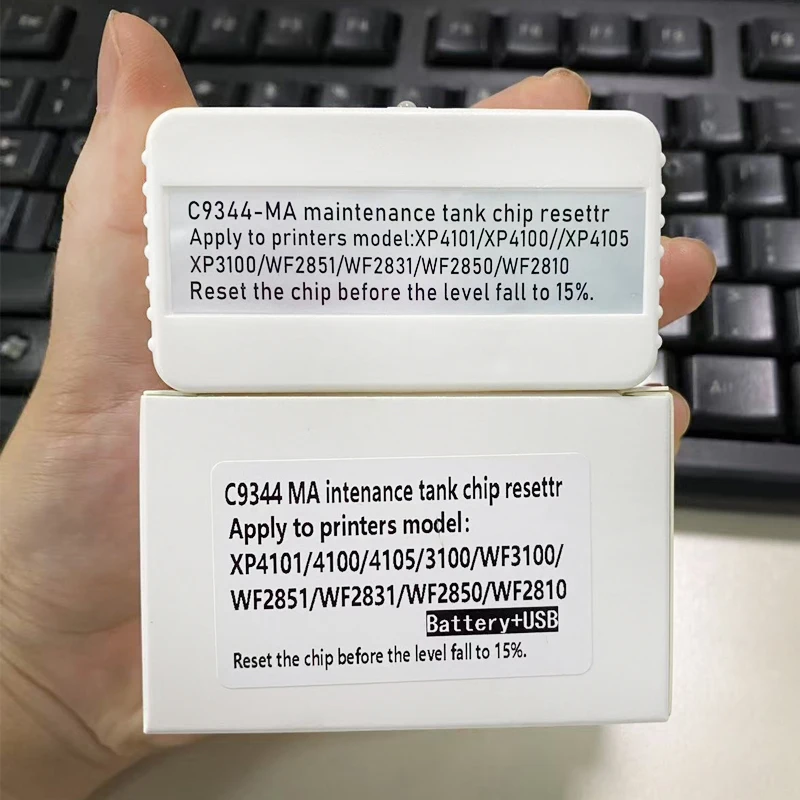 C9344-MA maintenance tank chip resettr
Apply to printers model:XP4101/XP4100//XP4105
XP3100/WF2851/WF2831/WF2850/WF2810
Reset the chip before the level fall to 15%.
C9344 MA intenance tank chip resettr
Apply to printers model:
XP4101/4100/4105/3100/WF3100/
WF2851/WF2831/WF2850/WF2810
Battery+USB
Reset the chip before the level fall to 15%.